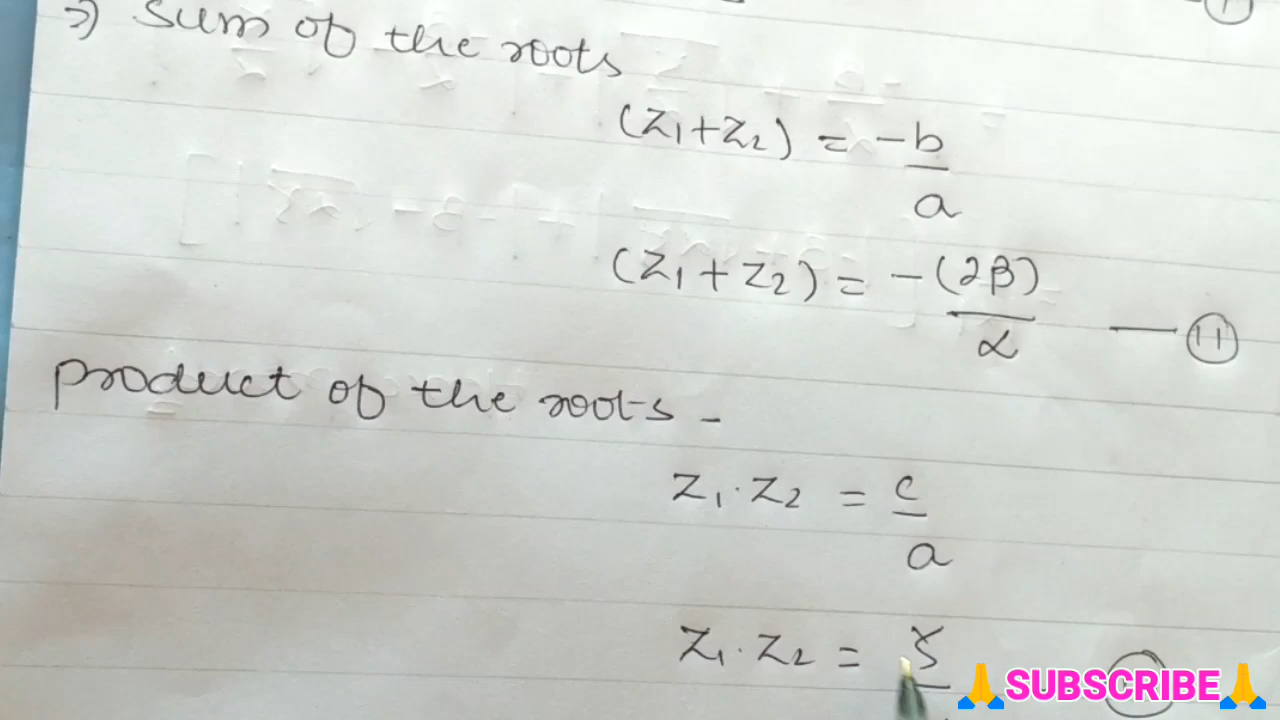 ⇒) Sum of the roots
(Z₁+Z₂) = -b/a
(Z₁+Z₂) = -(2β)/α — (11)
product of the roots -
Z₁.Z₂ = c/a
Z₁.Z₂ =
🙏SUBSCRIBE🙏